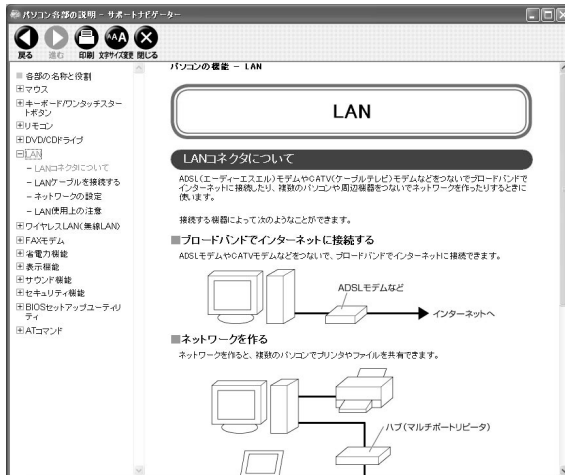 パソコン各部の説明 - サポートナビゲーター
戻る 進む 印刷 文字サイズ変更 閉じる
各部の名称と役割
マウス
キーボード/ワンタッチスター
トボタン
リモコン
DVD/CDドライブ
LAN
- LANコネクタについて
- LANケーブルを接続する
- ネットワークの設定
- LAN使用上の注意
ワイヤレスLAN(無線LAN)
FAXモデム
省電力機能
表示機能
サウンド機能
セキュリティ機能
BIOSセットアップユーティリ
ティ
ATコマンド
パソコンの機能 - LAN
LAN
LANコネクタについて
ADSL(エーディーエスエル)モデムやCATV(ケーブルテレビ)モデムなどをつないでブロードバンドで
インターネットに接続したり、複数のパソコンや周辺機器をつないでネットワークを作ったりするときに
使います。
接続する機器によって次のようなことができます。
■ブロードバンドでインターネットに接続する
ADSLモデムやCATVモデムなどをつないで、ブロードバンドでインターネットに接続できます。
ADSLモデムなど
インターネットへ
■ネットワークを作る
ネットワークを作ると、複数のパソコンでプリンタやファイルを共有できます。
ハブ(マルチポートリピータ)